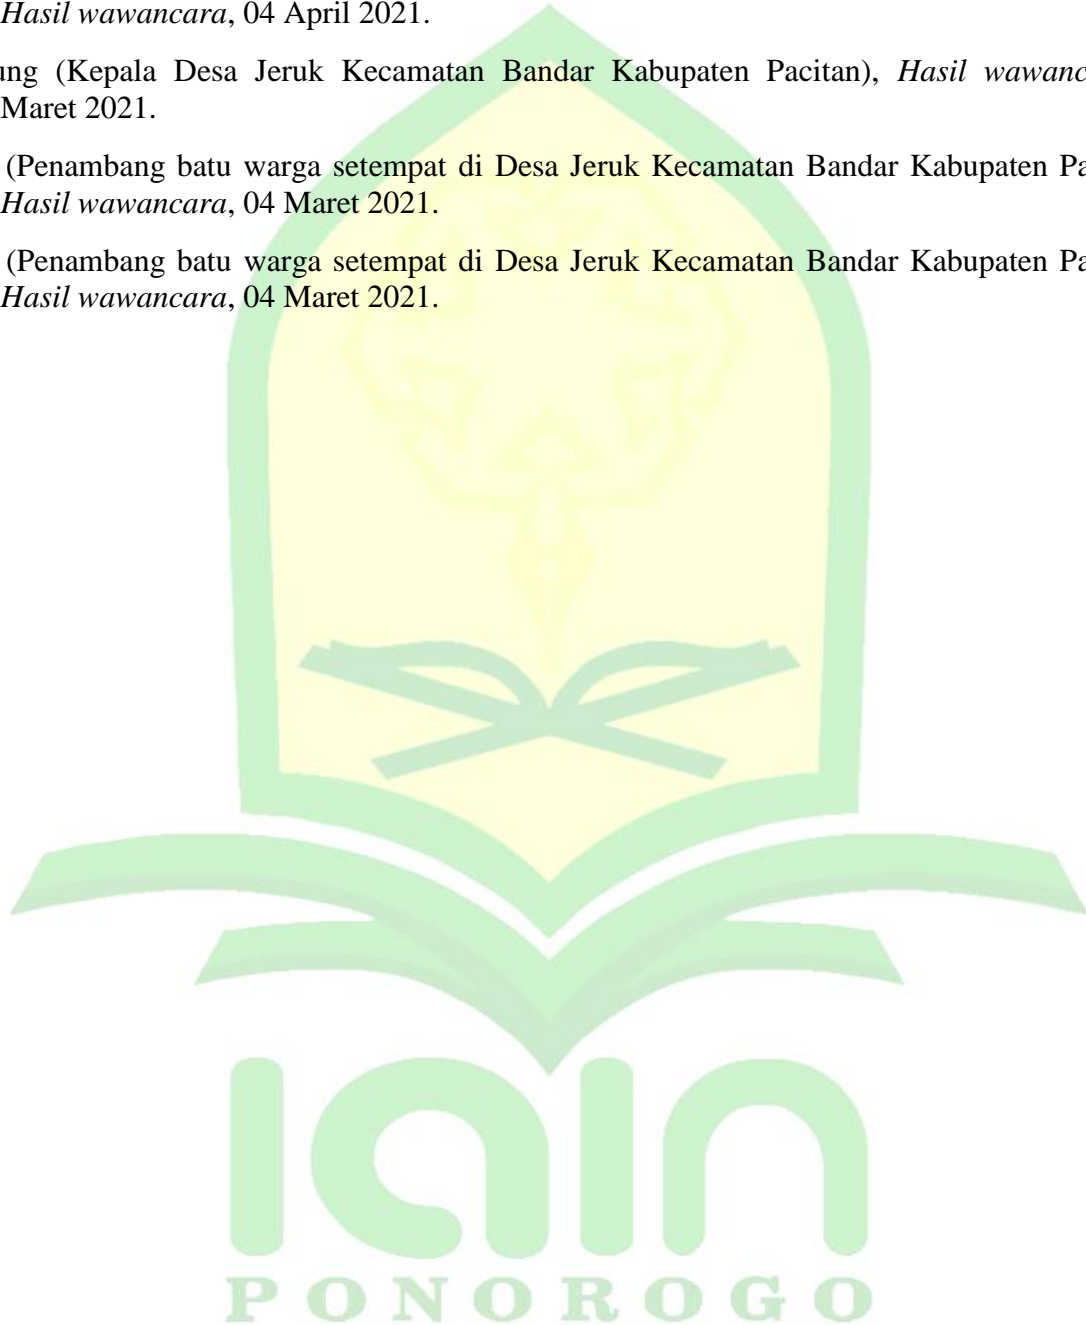 Hasil wawancara, 04 April 2021.
ung (Kepala Desa Jeruk Kecamatan Bandar Kabupaten Pacitan), Hasil wawanc
Maret 2021.
(Penambang batu warga setempat di Desa Jeruk Kecamatan Bandar Kabupaten Pa
Hasil wawancara, 04 Maret 2021.
(Penambang batu warga setempat di Desa Jeruk Kecamatan Bandar Kabupaten Pa
Hasil wawancara, 04 Maret 2021.
iain
PONOROGO